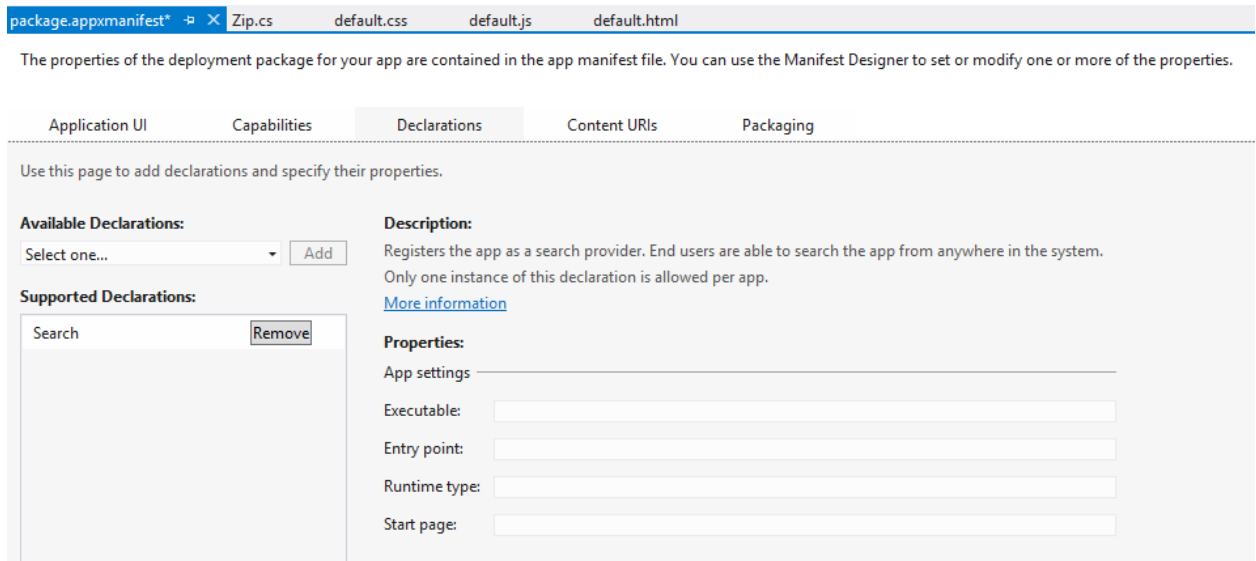 package.appxmanifest* Zip.cs default.css default.js default.html
The properties of the deployment package for your app are contained in the app manifest file. You can use the Manifest Designer to set or modify one or more of the properties.
Application UI Capabilities Declarations Content URIs Packaging
Use this page to add declarations and specify their properties.
Available Declarations:
Select one... Add
Supported Declarations:
Search Remove
Description:
Registers the app as a search provider. End users are able to search the app from anywhere in the system.
Only one instance of this declaration is allowed per app.
More information
Properties:
App settings
Executable:
Entry point:
Runtime type:
Start page: